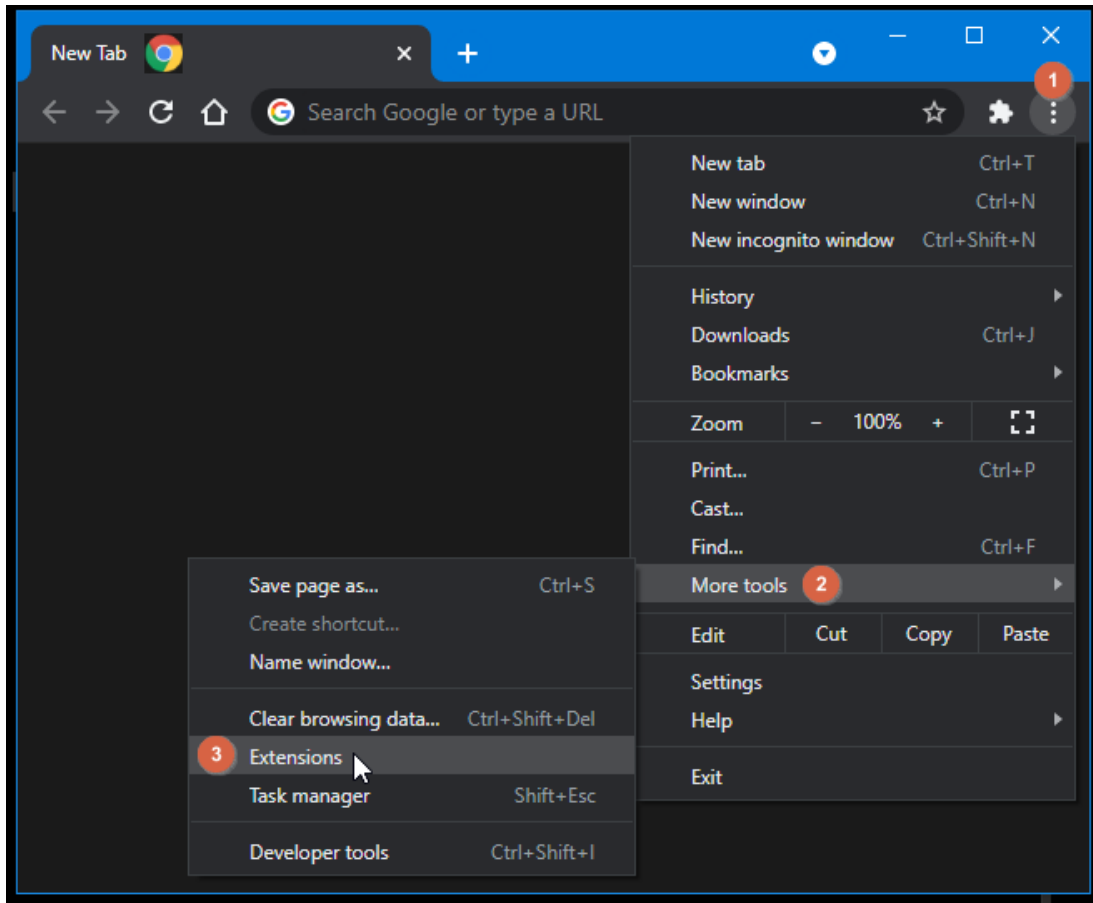 New Tab
1
Search Google or type a URL
New tab Ctrl+T
New window Ctrl+N
New incognito window Ctrl+Shift+N
History
Downloads Ctrl+J
Bookmarks
Zoom – 100% +
Print... Ctrl+P
Cast...
Find... Ctrl+F
More tools 2
Edit Cut Copy Paste
Settings
Help
Exit
Save page as... Ctrl+S
Create shortcut...
Name window...
Clear browsing data... Ctrl+Shift+Del
3 Extensions
Task manager Shift+Esc
Developer tools Ctrl+Shift+I